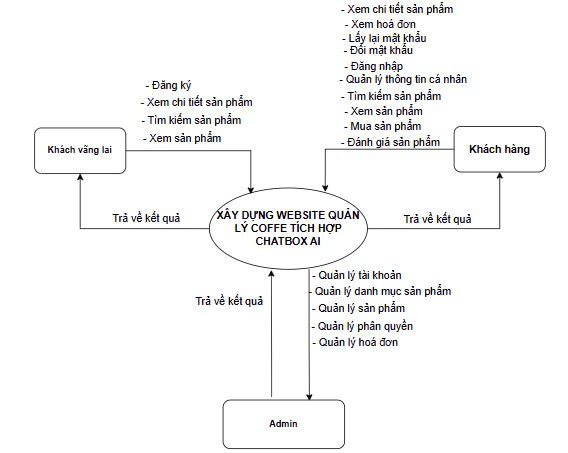 - Xem chi tiết sản phẩm
- Xem hoá đơn
- Lấy lại mật khẩu
- Đổi mật khẩu
- Đăng nhập
- Quản lý thông tin cá nhân
- Tìm kiếm sản phẩm
- Xem sản phẩm
- Mua sản phẩm
- Đánh giá sản phẩm
- Đăng ký
- Xem chi tiết sản phẩm
- Tìm kiếm sản phẩm
- Xem sản phẩm
Khách vãng lai
Khách hàng
Trả về kết quả
XÂY DỰNG WEBSITE QUẢN
LÝ COFFE TÍCH HỢP
CHATBOX AI
Trả về kết quả
- Quản lý tài khoản
- Quản lý danh mục sản phẩm
- Quản lý sản phẩm
- Quản lý phân quyền
- Quản lý hoá đơn
Trả về kết quả
Admin